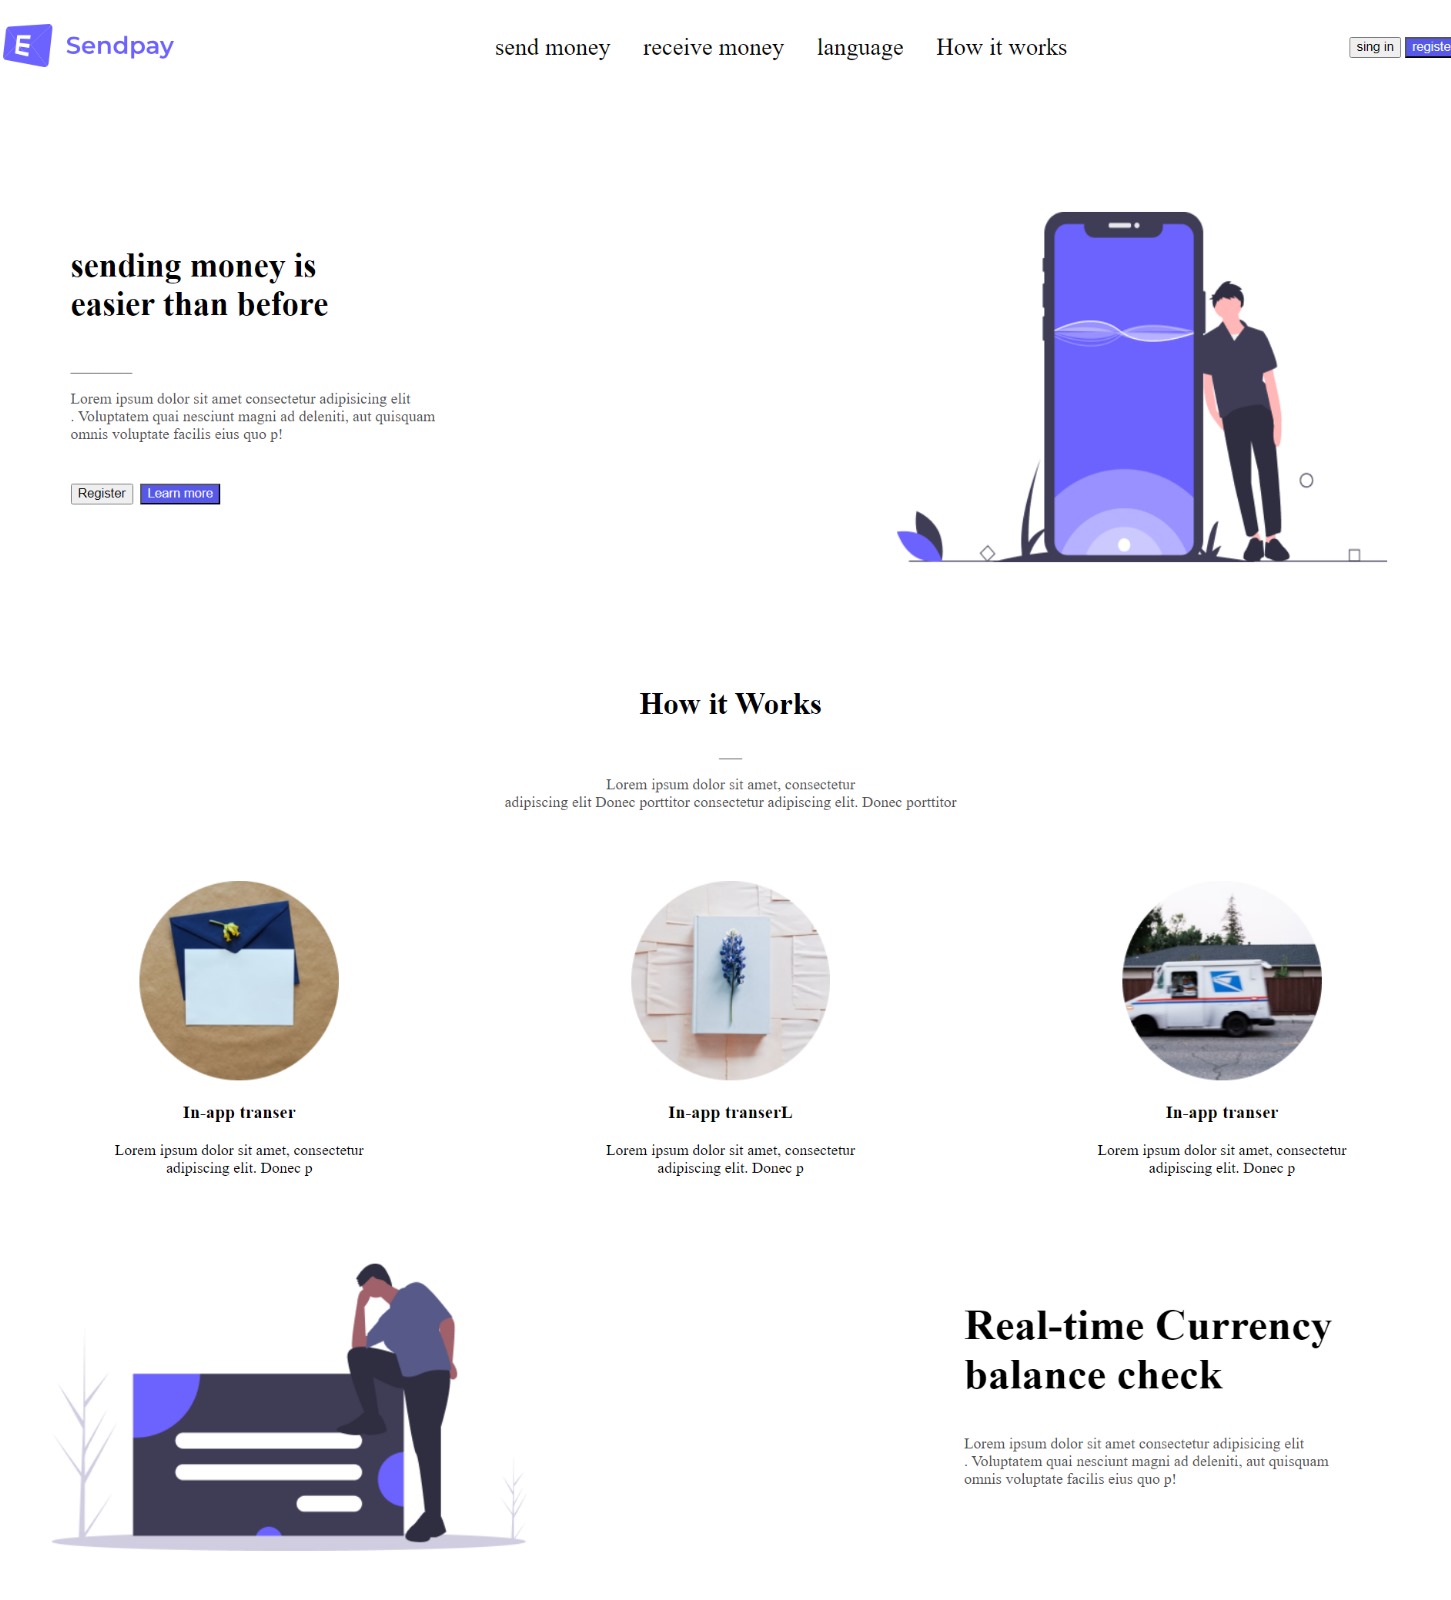 E Sendpay
send money receive money language How it works
sing in registe
sending money is
easier than before
Lorem ipsum dolor sit amet consectetur adipisicing elit
. Voluptatem quai nesciunt magni ad deleniti, aut quisquam
omnis voluptate facilis eius quo p!
Register Learn more
How it Works
Lorem ipsum dolor sit amet, consectetur
adipiscing elit Donec porttitor consectetur adipiscing elit. Donec porttitor
In-app transer
Lorem ipsum dolor sit amet, consectetur
adipiscing elit. Donec p
In-app transerL
Lorem ipsum dolor sit amet, consectetur
adipiscing elit. Donec p
In-app transer
Lorem ipsum dolor sit amet, consectetur
adipiscing elit. Donec p
Real-time Currency
balance check
Lorem ipsum dolor sit amet consectetur adipisicing elit
. Voluptatem quai nesciunt magni ad deleniti, aut quisquam
omnis voluptate facilis eius quo p!